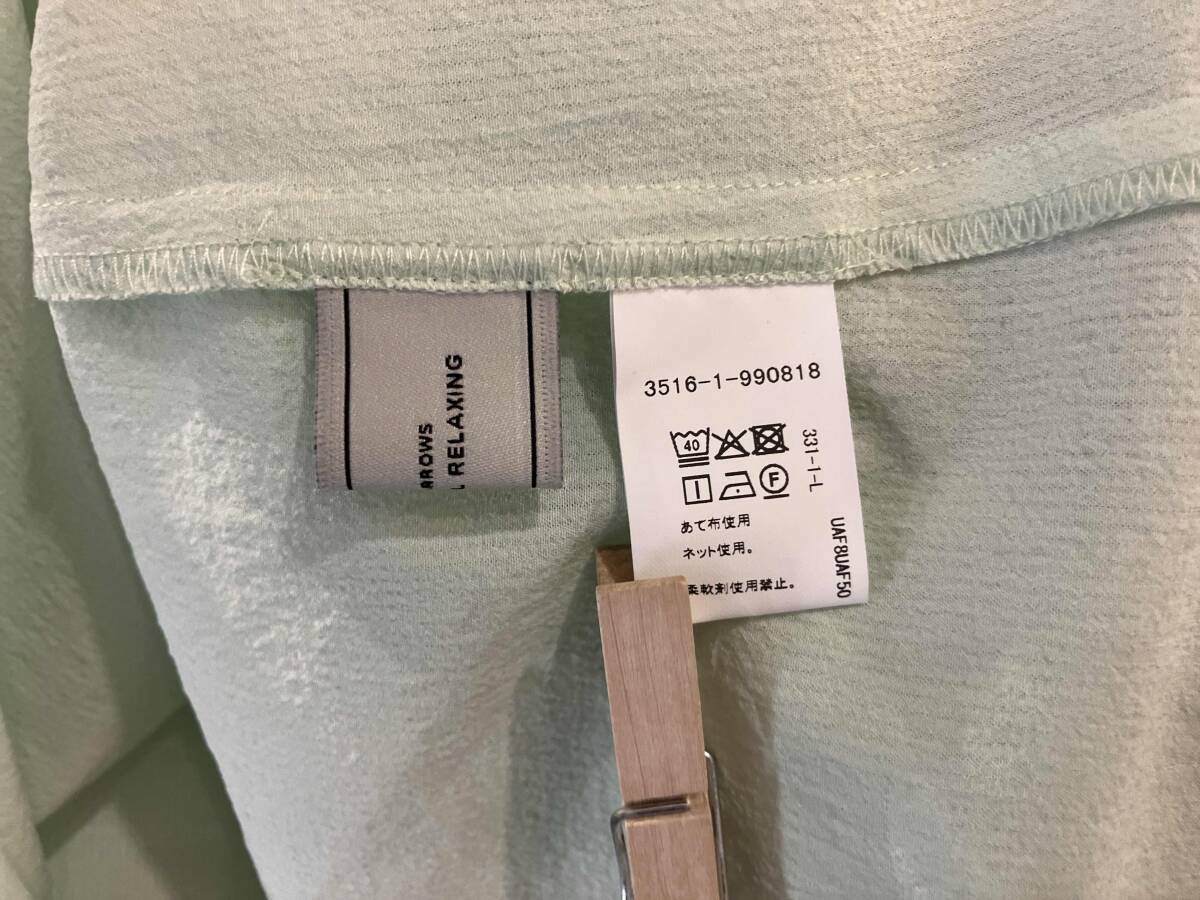 AROWS
L RELAXING
3516-1-990818
40
F
331-1-L
あて布使用
ネット使用。
柔軟剤使用禁止。
UAF8UAF50